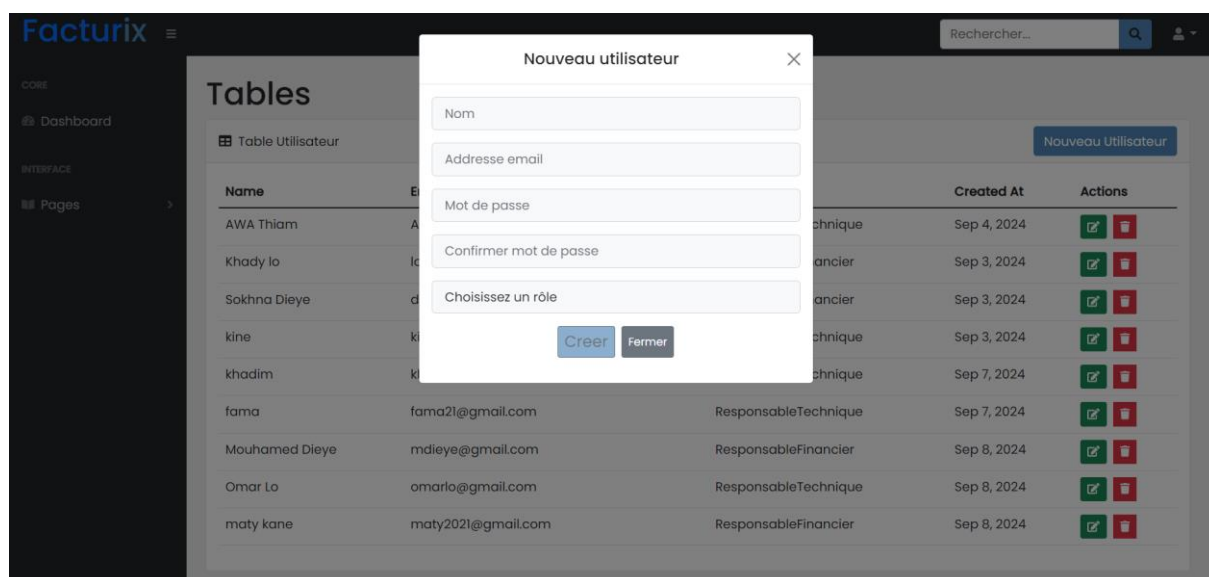 Facturix
Rechercher...
Nouveau utilisateur
CORE
Dashboard
INTERFACE
Pages
Tables
Table Utilisateur
Nouveau Utilisateur
Nom
Addresse email
Mot de passe
Confirmer mot de passe
Choisissez un rôle
Creer Fermer
Name Created At Actions
AWA Thiam Sep 4, 2024
Khady lo Sep 3, 2024
Sokhna Dieye Sep 3, 2024
kine Sep 3, 2024
khadim Sep 7, 2024
fama fama21@gmail.com ResponsableTechnique Sep 7, 2024
Mouhamed Dieye mdieye@gmail.com ResponsableFinancier Sep 8, 2024
Omar Lo omarlo@gmail.com ResponsableTechnique Sep 8, 2024
maty kane maty2021@gmail.com ResponsableFinancier Sep 8, 2024